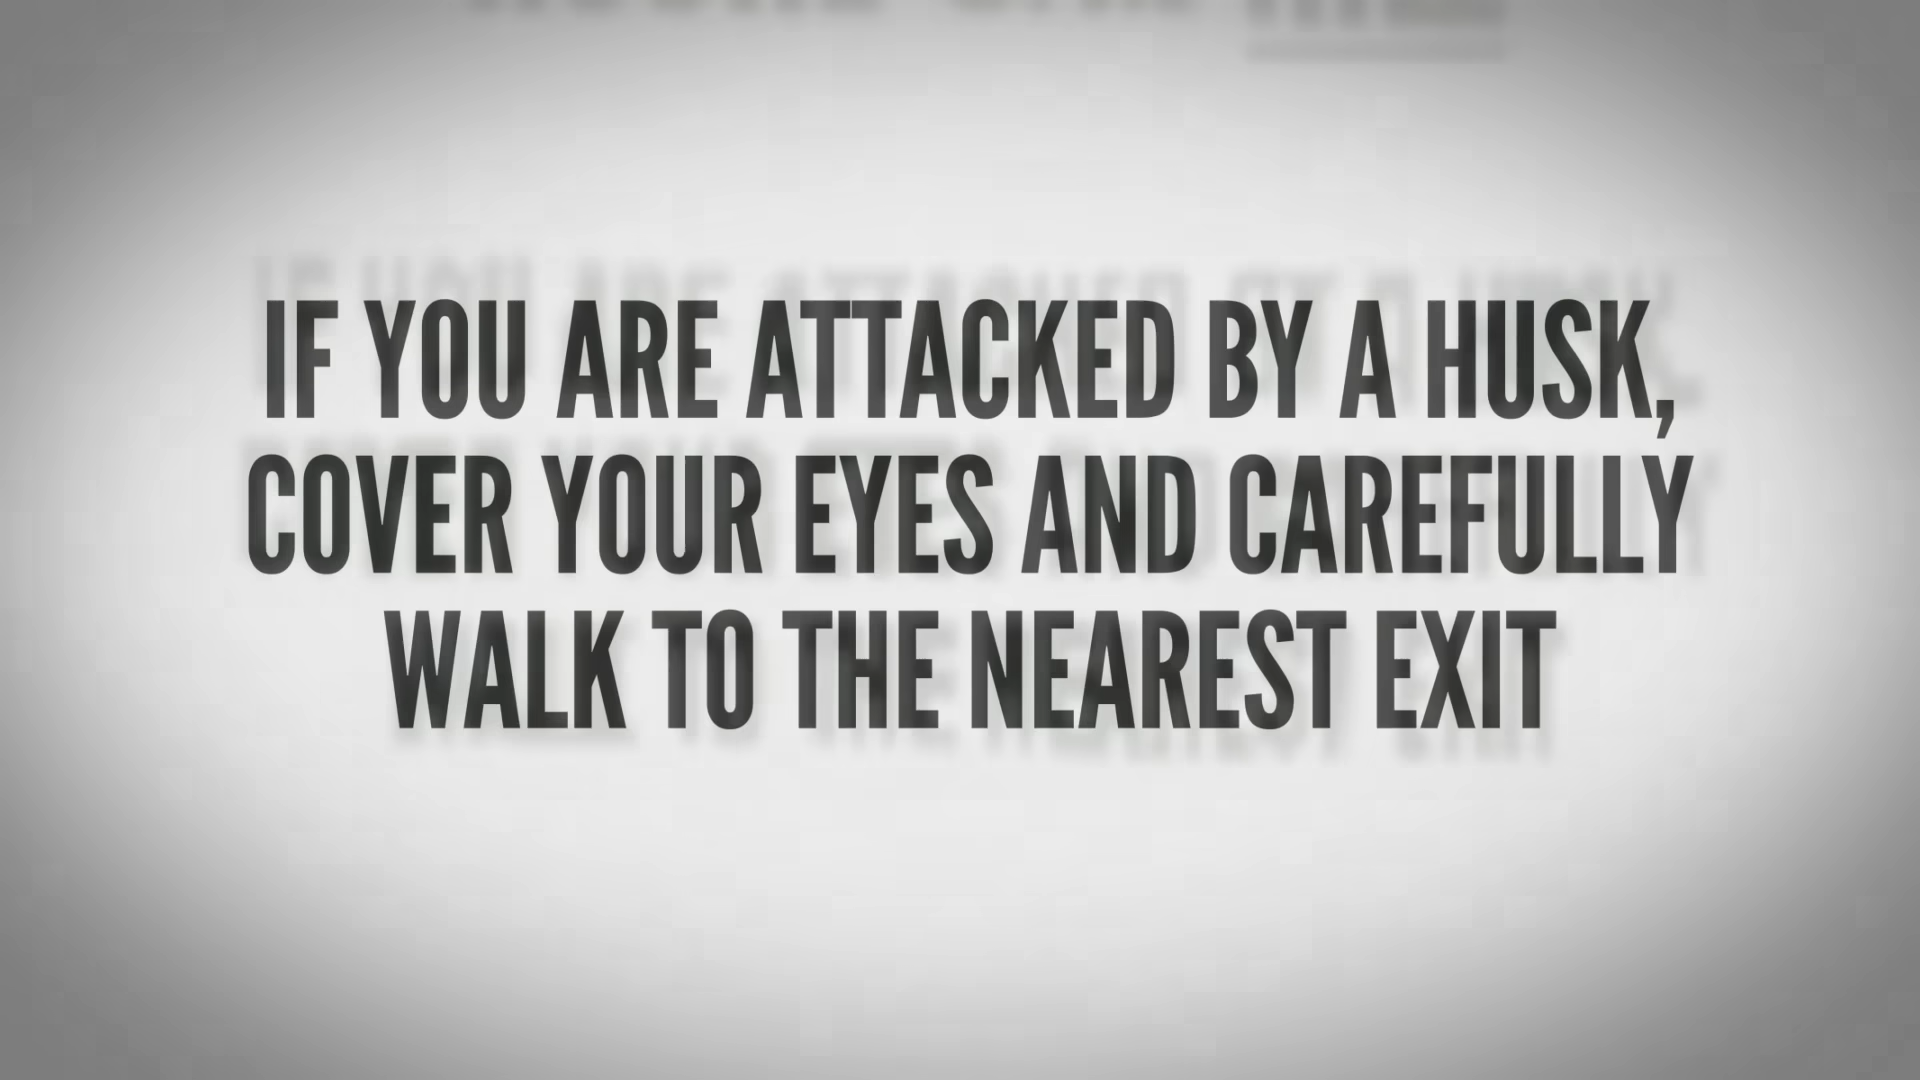 IF YOU ARE ATTACKED BY A HUSK,
COVER YOUR EYES AND CAREFULLY
WALK TO THE NEAREST EXIT